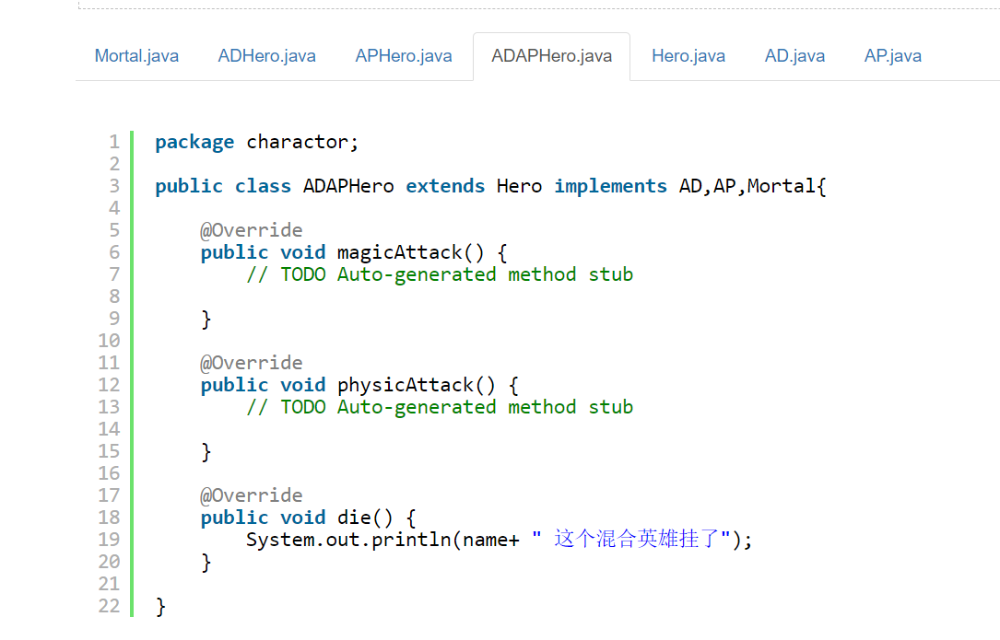 Mortal.java ADHero.java APHero.java ADAPHero.java Hero.java AD.java AP.java
1 package charactor;
2
3 public class ADAPHero extends Hero implements AD,AP,Mortal{
4
5     @Override
6     public void magicAttack() {
7         // TODO Auto-generated method stub
8
9     }
10
11     @Override
12     public void physicAttack() {
13         // TODO Auto-generated method stub
14
15     }
16
17     @Override
18     public void die() {
19         System.out.println(name+ " 这个混合英雄挂了");
20     }
21
22 }